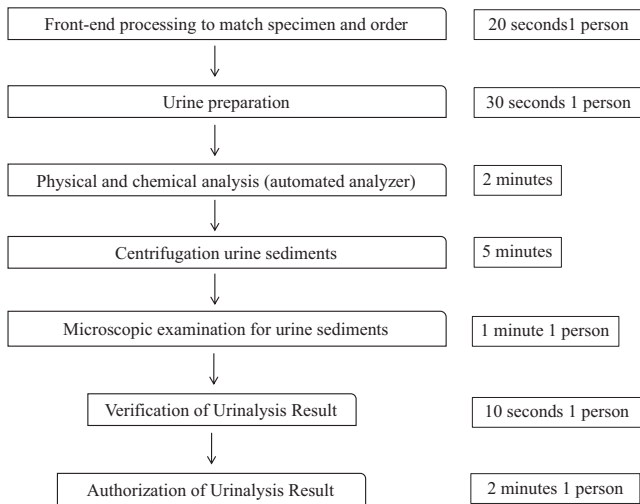 Front-end processing to match specimen and order
20 seconds1 person
Urine preparation
30 seconds 1 person
Physical and chemical analysis (automated analyzer)
2 minutes
Centrifugation urine sediments
5 minutes
Microscopic examination for urine sediments
1 minute 1 person
Verification of Urinalysis Result
10 seconds 1 person
Authorization of Urinalysis Result
2 minutes 1 person